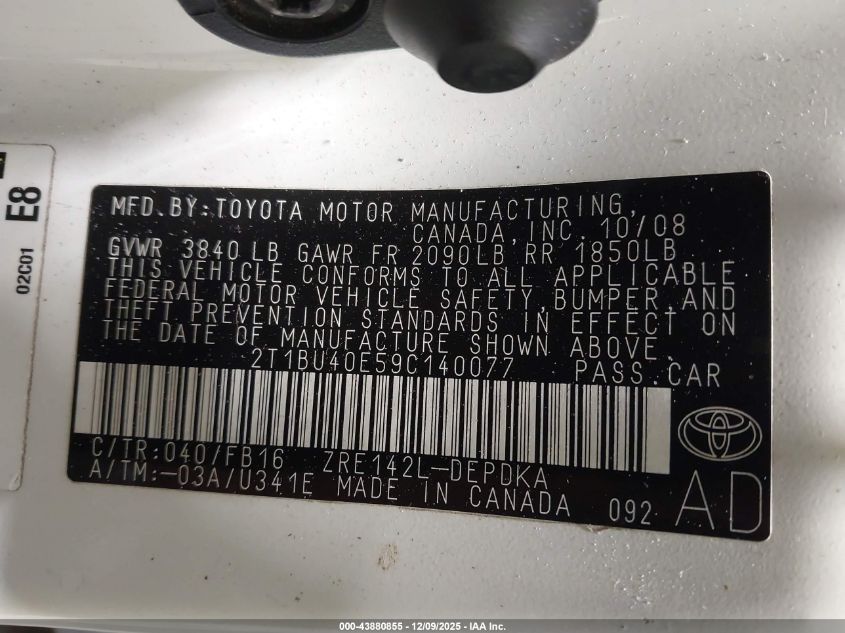 E8
02C01
MFD.BY:TOYOTA MOTOR MANUFACTURING,
CANADA, INC. 10/08
GVWR 3840 LB GAWR FR 2090LB RR 1850LB
THIS VEHICLE CONFORMS TO ALL APPLICABLE
FEDERAL MOTOR VEHICLE SAFETY, BUMPER, AND
THEFT PREVENTION STANDARDS IN EFFECT ON
THE DATE OF MANUFACTURE SHOWN ABOVE.
2T1BU40E59C140077 PASS.CAR
C/TR:040/FB16 ZRE142L-DEPDKA
A/TM:-03A/U341E MADE IN CANADA 092 AD
000-43880855 - 12/09/2025 - IAA Inc.